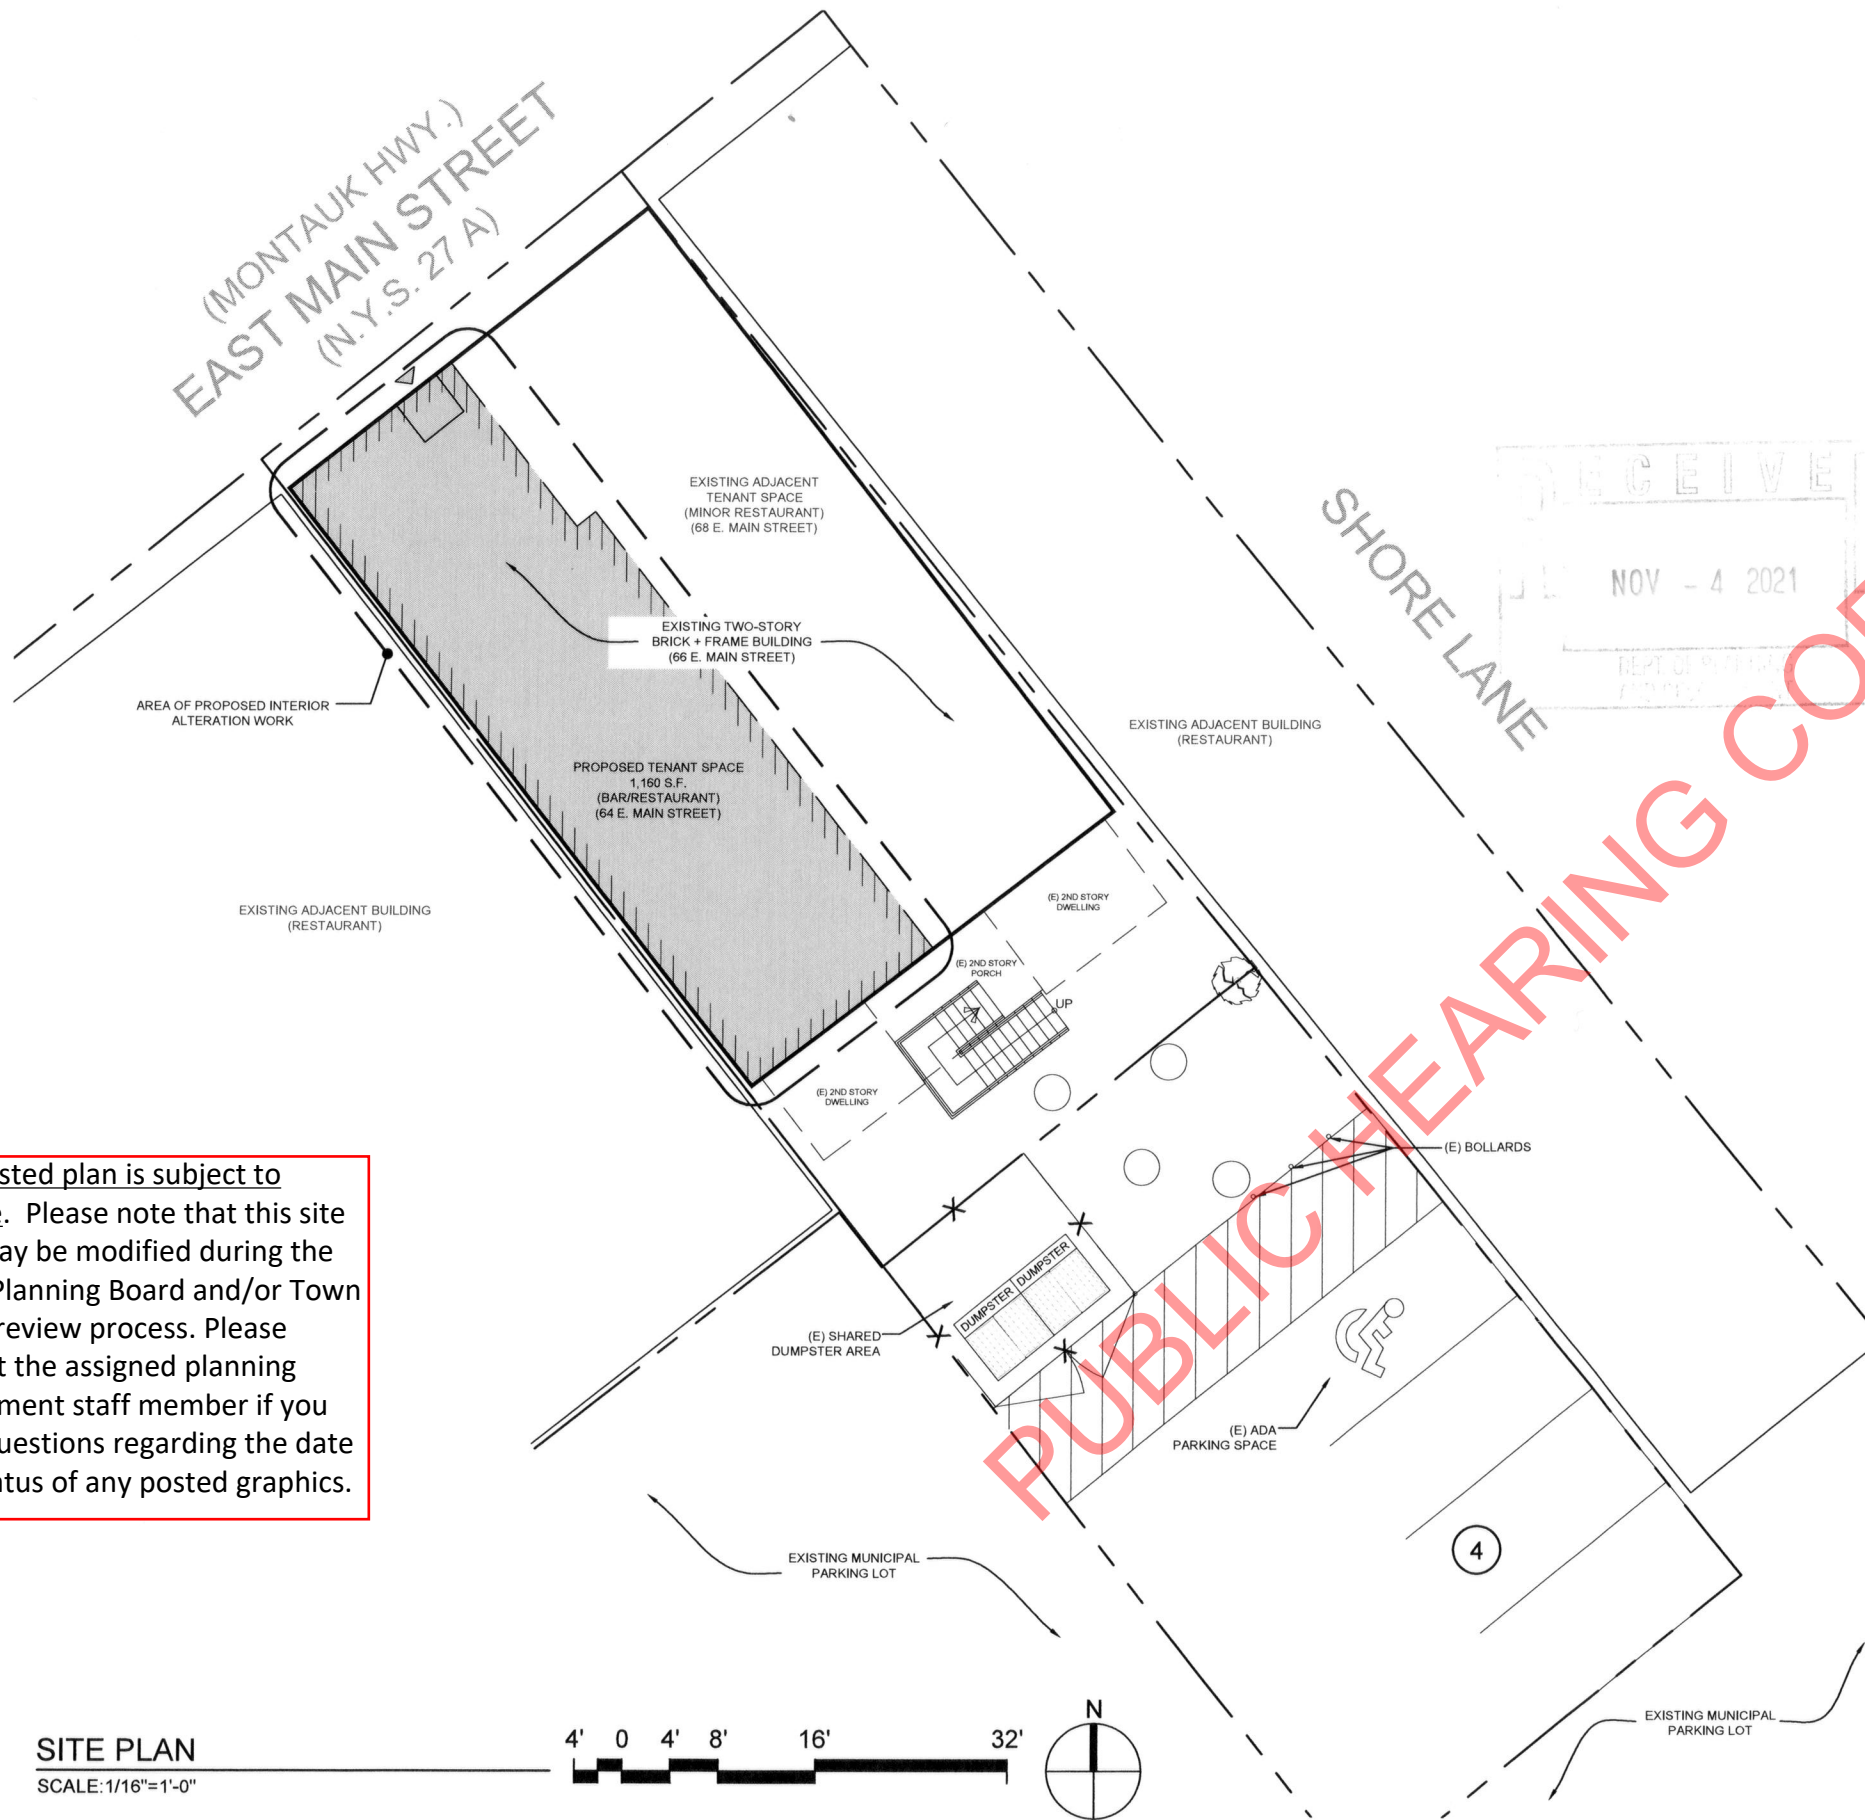 (MONTAUK HWY.)
EAST MAIN STREET
(N.Y.S. 27 A)
EXISTING ADJACENT
TENANT SPACE
(MINOR RESTAURANT)
(68 E. MAIN STREET)
SHORE LANE
ECEIVE
NOV - 4 2021
DEPT OF
EXISTING TWO-STORY
BRICK + FRAME BUILDING
(66 E. MAIN STREET)
AREA OF PROPOSED INTERIOR
ALTERATION WORK
EXISTING ADJACENT BUILDING
(RESTAURANT)
PROPOSED TENANT SPACE
1,160 S.F.
(BAR/RESTAURANT)
(64 E. MAIN STREET)
EXISTING ADJACENT BUILDING
(RESTAURANT)
(E) 2ND STORY
DWELLING
(E) 2ND STORY
PORCH
UP
(E) 2ND STORY
DWELLING
PUBLIC HEARING COP
(E) BOLLARDS
sted plan is subject to
e. Please note that this site
ay be modified during the
Planning Board and/or Town
review process. Please
t the assigned planning
ment staff member if you
uestions regarding the date
atus of any posted graphics.
DUMPSTER
DUMPSTER
(E) SHARED
DUMPSTER AREA
(E) ADA
PARKING SPACE
4
EXISTING MUNICIPAL
PARKING LOT
EXISTING MUNICIPAL
PARKING LOT
SITE PLAN
SCALE:1/16"=1'-0"
4' 0 4' 8' 16' 32'
N